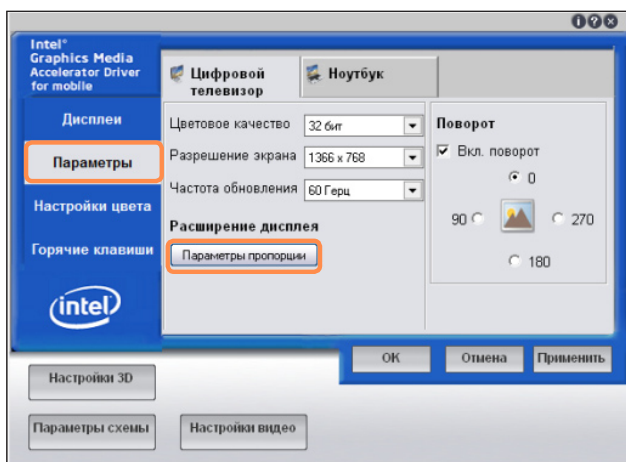 Intel®
Graphics Media
Accelerator Driver
for mobile
Дисплеи
Параметры
Настройки цвета
Горячие клавиши
intel
Цифровой
телевизор
Ноутбук
Цветовое качество
32 бит
Разрешение экрана
1366 x 768
Частота обновления
60 Герц
Расширение дисплея
Параметры пропорции
Поворот
Вкл. поворот
0
90
270
180
OK
Отмена
Применить
Настройки 3D
Параметры схемы
Настройки видео